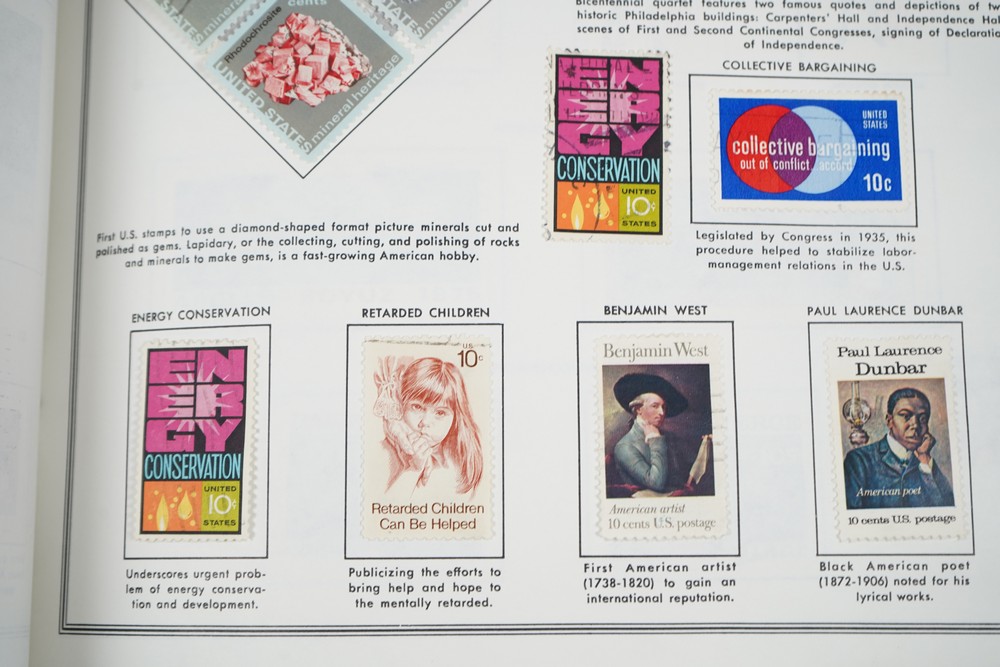 Rhodochrosite
cents
UNITED STATES
mineral heritage
STATES
First U.S. stamps to use a diamond-shaped format picture minerals cut and
polished as gems. Lapidary, or the collecting, cutting, and polishing of rocks
and minerals to make gems, is a fast-growing American hobby.
Bicentennial quartet features two famous quotes and depictions of
historic Philadelphia buildings: Carpenters' Hall and Independence
scenes of First and Second Continental Congresses, signing of
of Independence.
ENERGY
CONSERVATION
UNITED
10c
STATES
COLLECTIVE BARGAINING
UNITED
STATES
collective bargaining
out of conflict...accord
10c
Legislated by Congress in 1935, this
procedure helped to stabilize labor-
management relations in the U.S.
ENERGY CONSERVATION
EN
ER
GY
CONSERVATION
UNITED
10c
STATES
Underscores urgent prob-
lem of energy conserva-
tion and development.
RETARDED CHILDREN
U.S.
10c
Retarded Children
Can Be Helped
Publicizing the efforts to
bring help and hope to
the mentally retarded.
BENJAMIN WEST
Benjamin West
American artist
10 cents U.S. postage
First American artist
(1738-1820) to gain an
international reputation.
PAUL LAURENCE DUNBAR
Paul Laurence
Dunbar
American poet
10 cents U.S. postage
Black American poet
(1872-1906) noted for his
lyrical works.